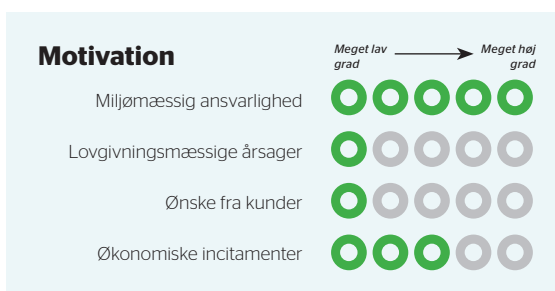 Motivation
Meget lav grad
Meget høj grad
Miljømæssig ansvarlighed
Lovgivningsmæssige årsager
Ønske fra kunder
Økonomiske incitamenter